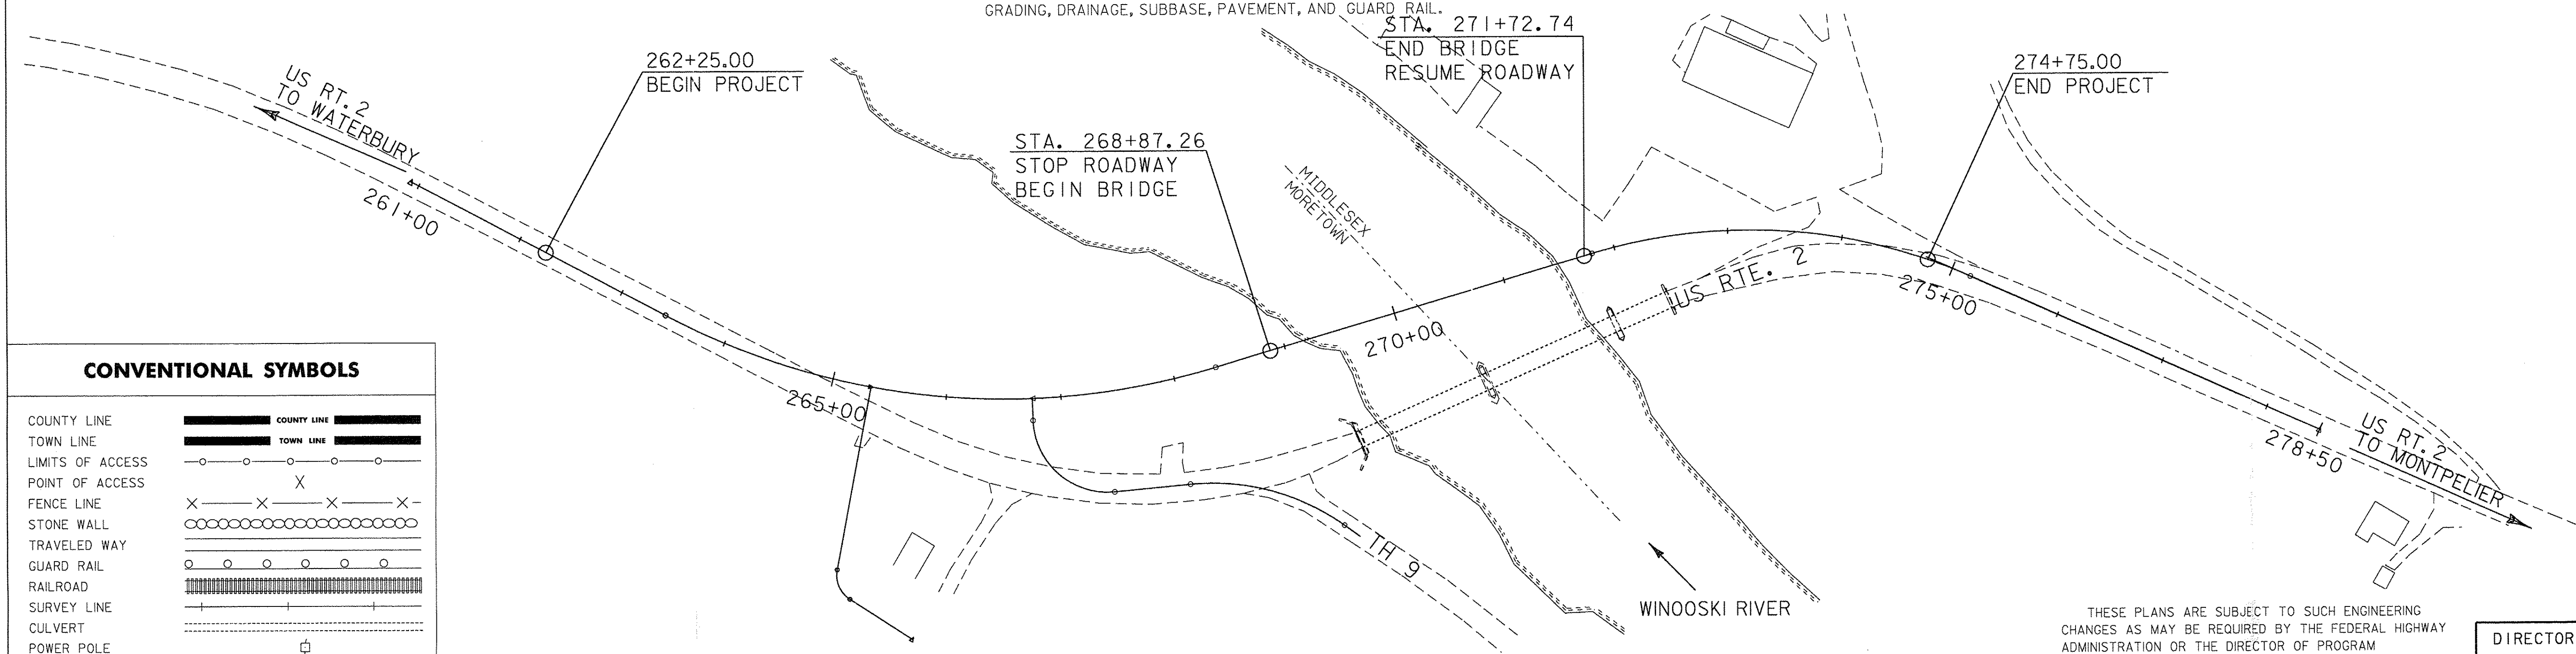 GRADING, DRAINAGE, SUBBASE, PAVEMENT, AND GUARD RAIL.
STA. 271+72.74
END BRIDGE
RESUME ROADWAY
262+25.00
BEGIN PROJECT
274+75.00
END PROJECT
US RT. 2
TO WATERBURY
STA. 268+87.26
STOP ROADWAY
BEGIN BRIDGE
MIDDLESEX
MORETOWN
261+00
265+00
270+00
US RTE. 2
275+00
278+50
US RT. 2
TO MONTPELIER
TH 9
WINOOSKI RIVER
CONVENTIONAL SYMBOLS
COUNTY LINE
COUNTY LINE
TOWN LINE
TOWN LINE
LIMITS OF ACCESS
POINT OF ACCESS
FENCE LINE
STONE WALL
TRAVELED WAY
GUARD RAIL
RAILROAD
SURVEY LINE
CULVERT
POWER POLE
THESE PLANS ARE SUBJECT TO SUCH ENGINEERING
CHANGES AS MAY BE REQUIRED BY THE FEDERAL HIGHWAY
ADMINISTRATION OR THE DIRECTOR OF PROGRAM
DIRECTOR